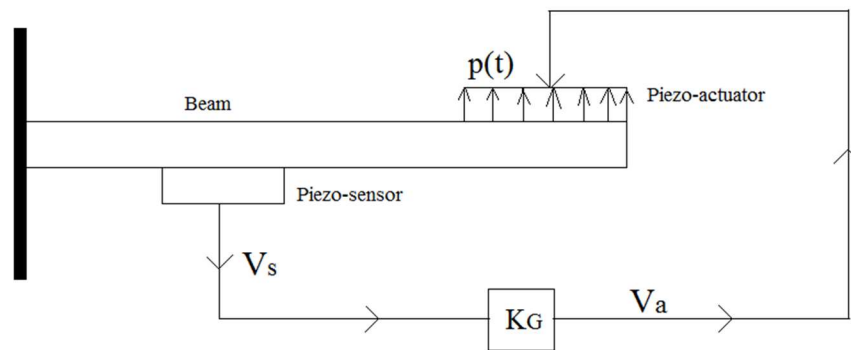 p(t)
Beam
Piezo-actuator
Piezo-sensor
Vs
KG
Va